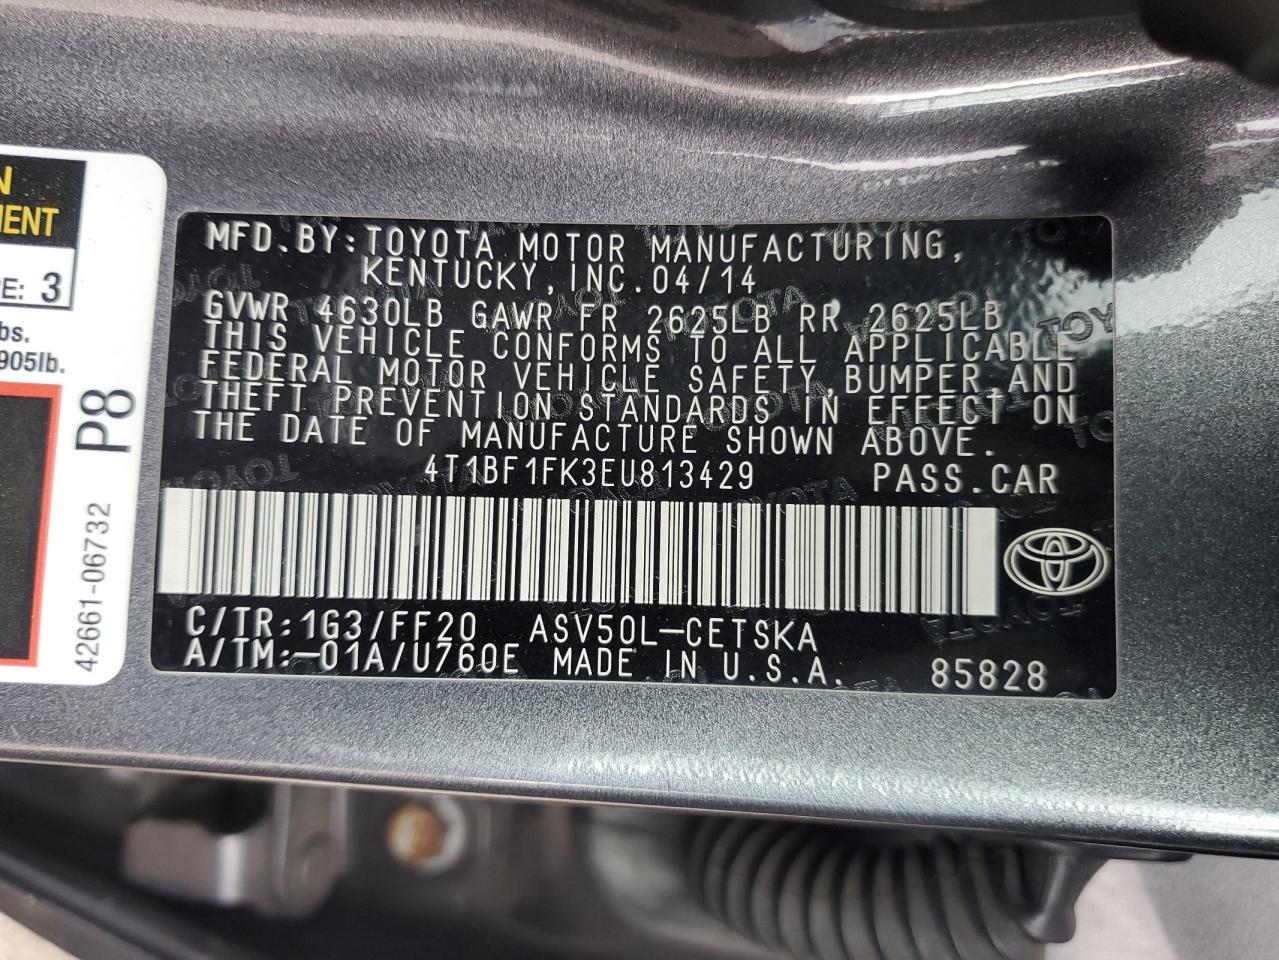 N
MENT
E: 3
bs.
905lb.
P8
42661-06732
MFD.BY:TOYOTA MOTOR MANUFACTURING,
KENTUCKY,INC.04/14
GVWR 4630LB GAWR FR 2625LB RR 2625LB
THIS VEHICLE CONFORMS TO ALL APPLICABLE
FEDERAL MOTOR VEHICLE SAFETY,BUMPER,AND
THEFT PREVENTION STANDARDS IN EFFECT ON
THE DATE OF MANUFACTURE SHOWN ABOVE.
4T1BF1FK3EU813429 PASS.CAR
C/TR:1G3/FF20 ASV50L-CETSKA
A/TM:-01A/U760E MADE IN U.S.A. 85828